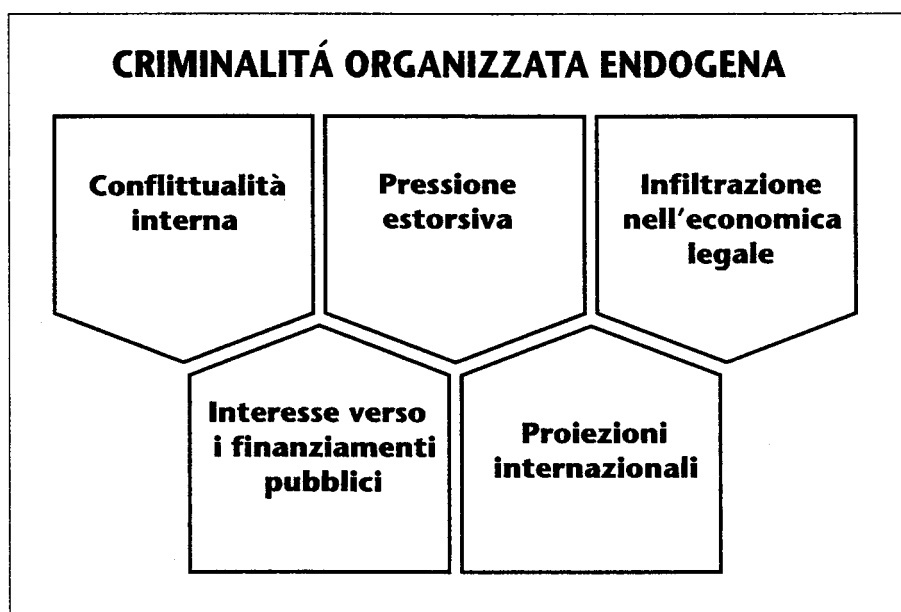 CRIMINALITÁ ORGANIZZATA ENDOGENA
Conflittualità
interna
Pressione
estorsiva
Infiltrazione
nell'economica
legale
Interesse verso
i finanziamenti
pubblici
Proiezioni
internazionali